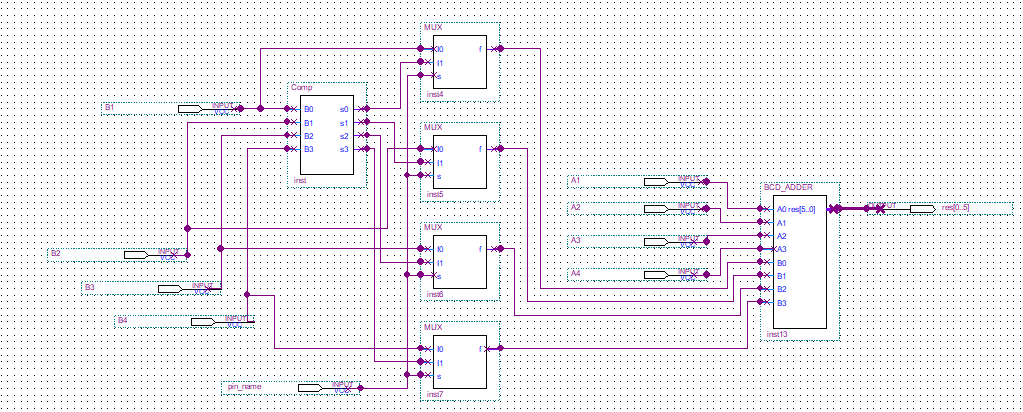 MUX
I0 f
I1
s
inst4
Comp
B1 INPUT VCC
B0 s0
B1 s1
B2 s2
B3 s3
inst
MUX
I0 f
I1
s
inst5
A1 INPUT VCC
BCD_ADDER
A2 INPUT VCC
A0 res[5..0]
OUTPUT res[0..5]
A1
A2
A3
B0
B1
B2
B3
inst13
A3 INPUT VCC
A4 INPUT VCC
MUX
I0 f
I1
s
inst6
B2 INPUT VCC
B3 INPUT VCC
B4 INPUT VCC
MUX
I0 f
I1
s
inst7
pin_name INPUT VCC